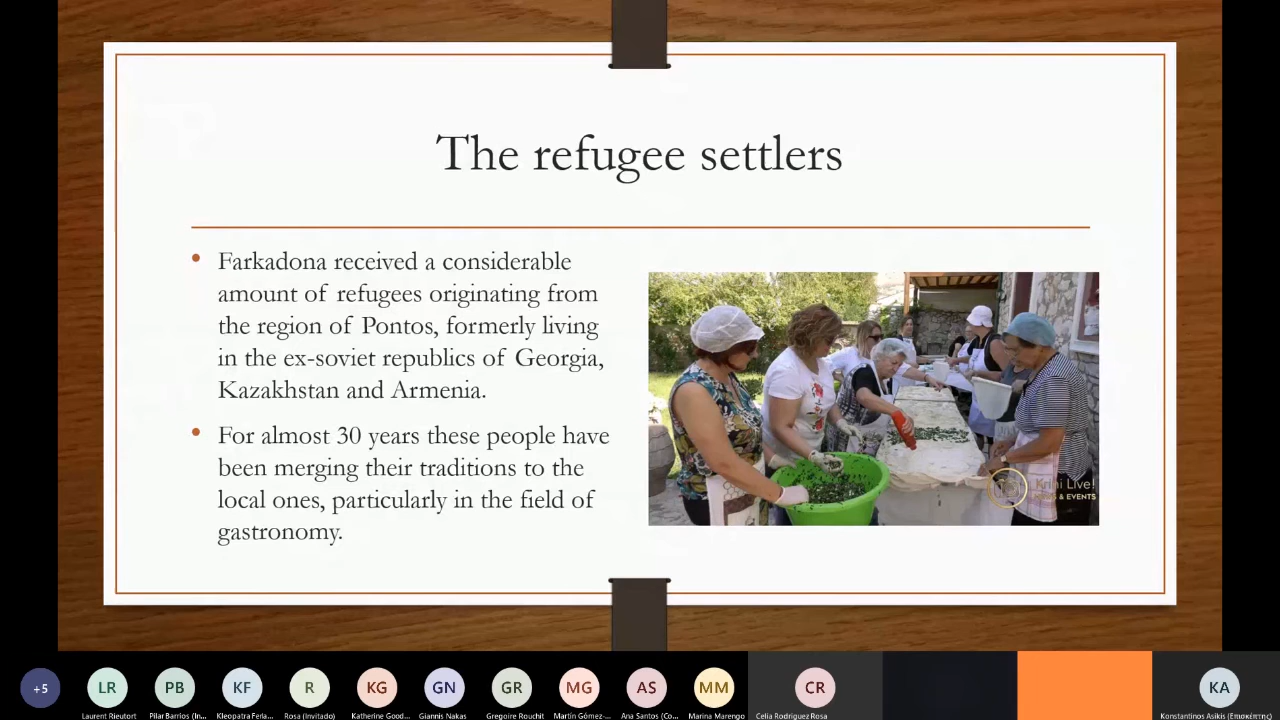 The refugee settlers
• Farkadona received a considerable
amount of refugees originating from
the region of Pontos, formerly living
in the ex-soviet republics of Georgia,
Kazakhstan and Armenia.
• For almost 30 years these people have
been merging their traditions to the
local ones, particularly in the field of
gastronomy.
Krini Live!
& EVENTS
+5
LR
PB
KF
R
KG
GN
GR
MG
AS
MM
CR
KA
Laurent Rieutort
Pilar Barrios (In...
Kleopatra Ferla...
Rosa (Invitado)
Katherine Good...
Giannis Nakas
Gregoire Rouchit
Martín Gómez-...
Ana Santos (Co...
Marina Marengo
Celia Rodríguez Rosa
Konstantinos Asikis (Επισκέπτης)